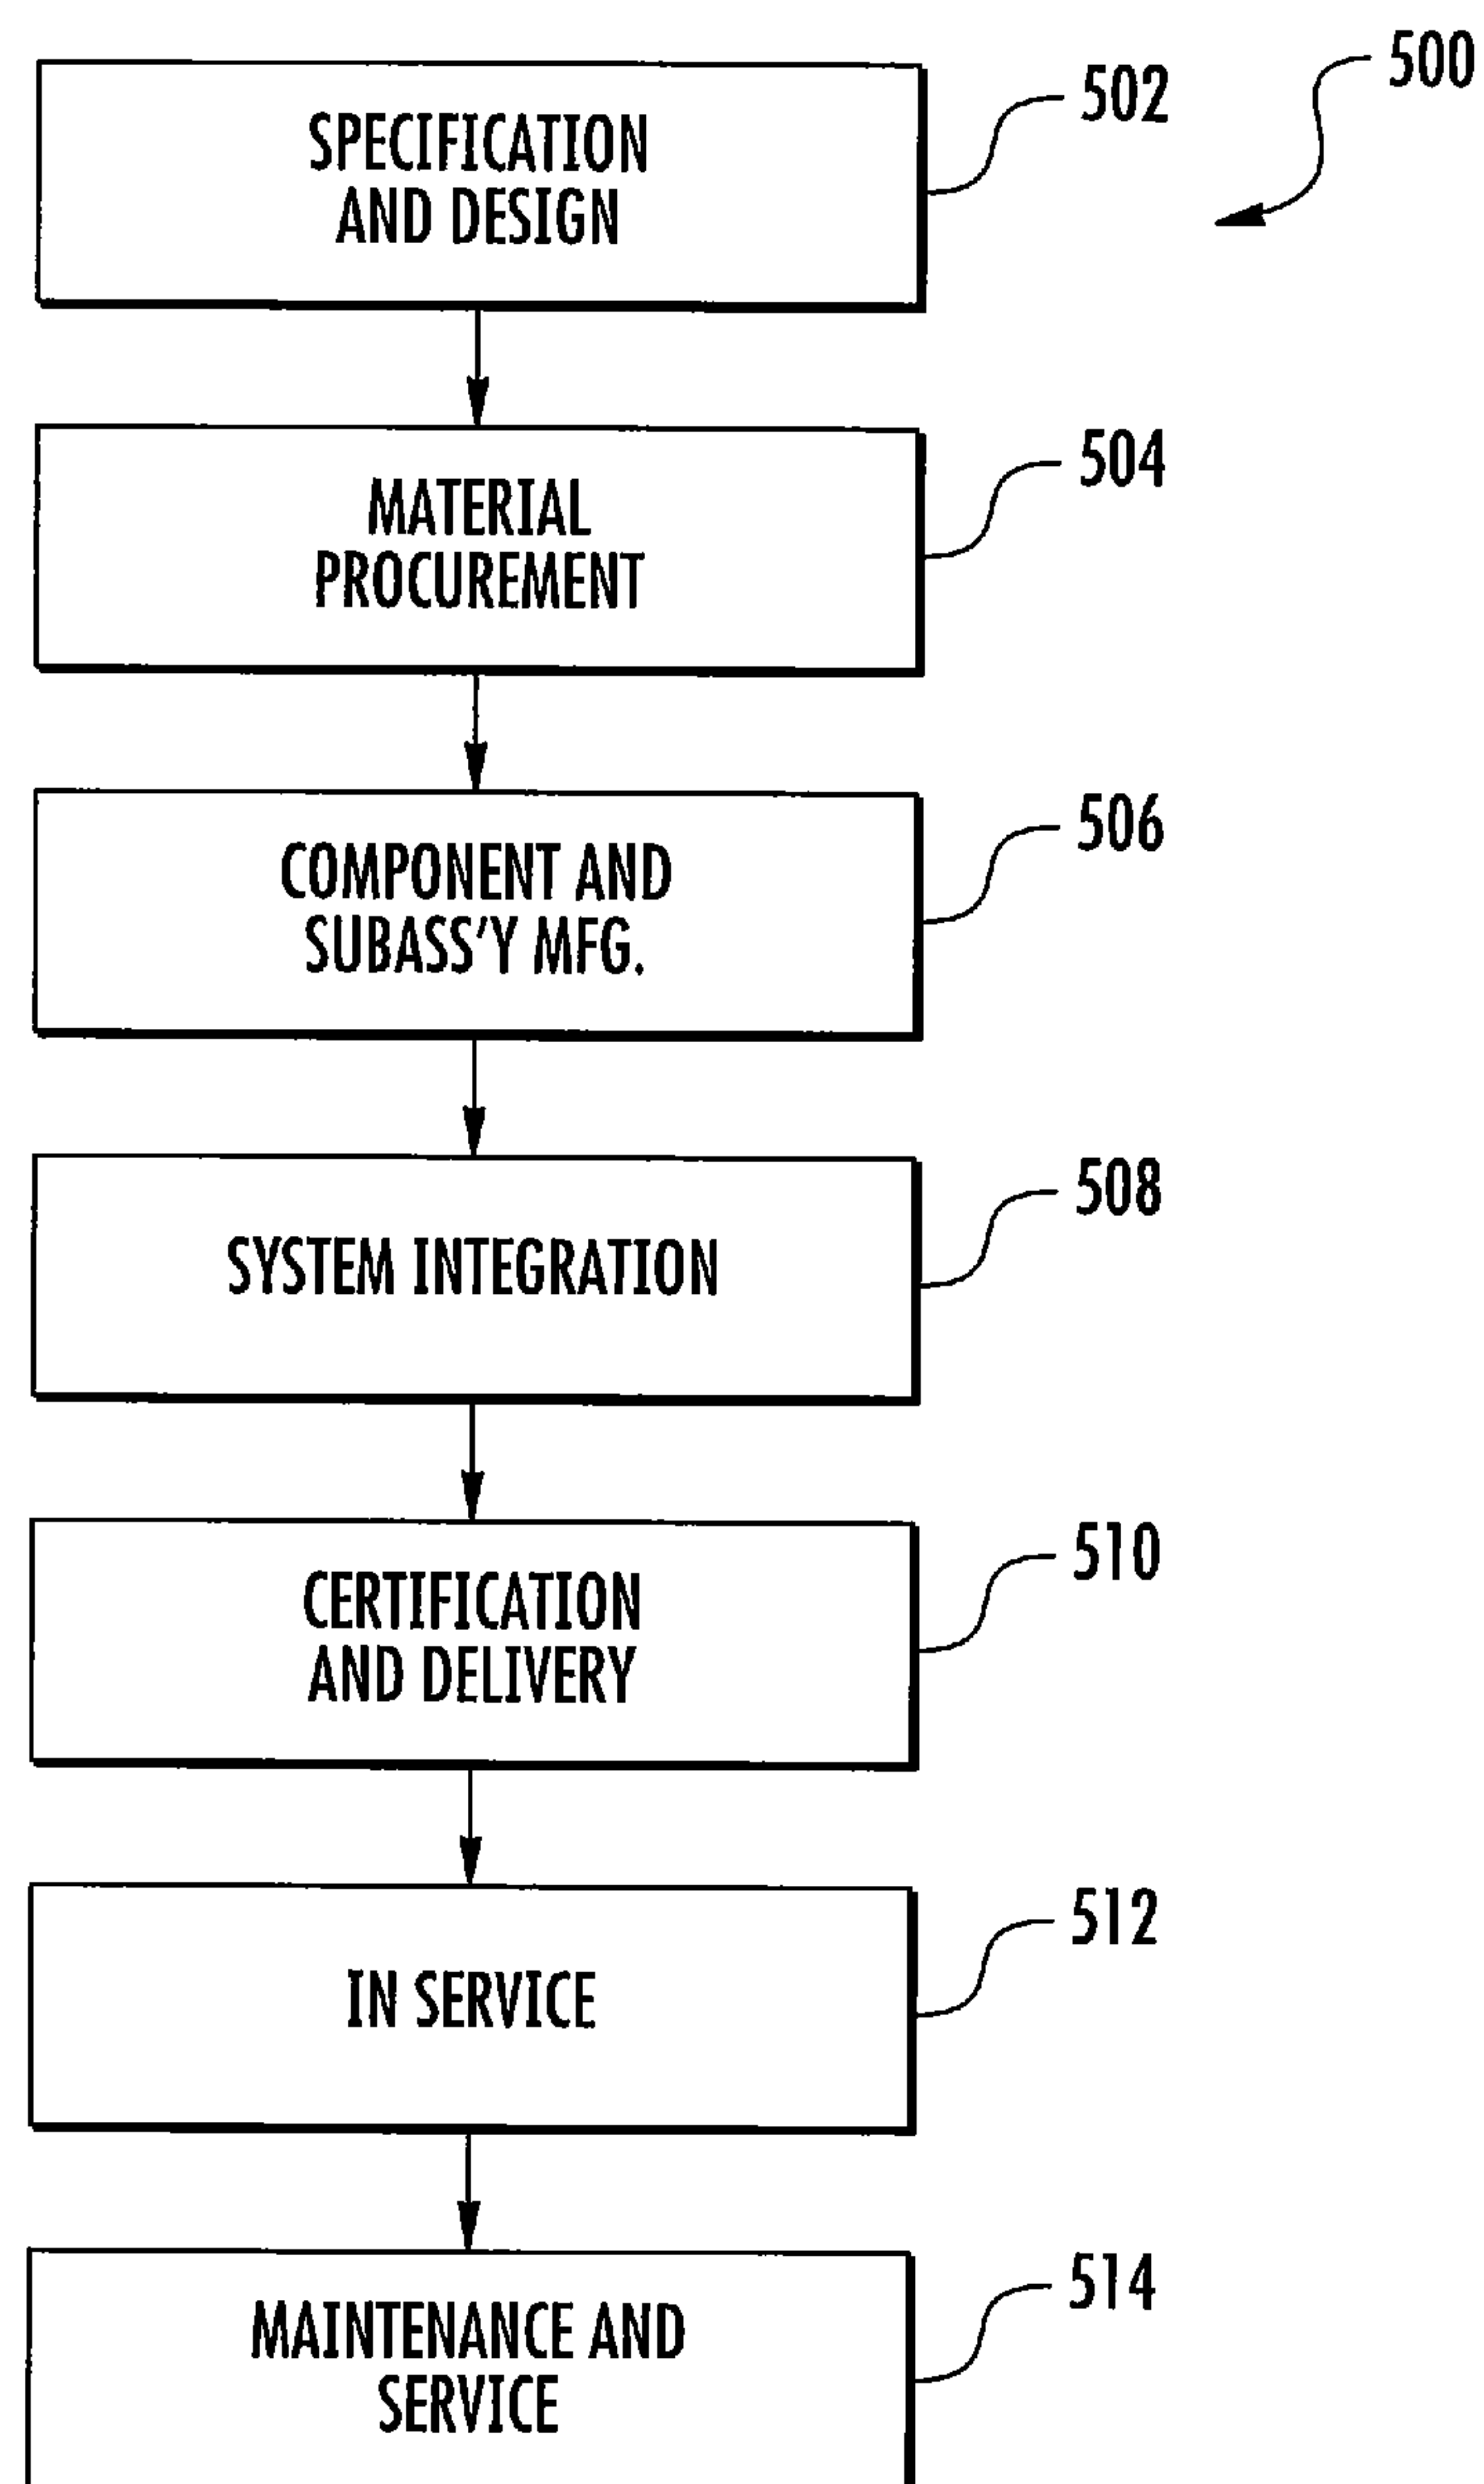 500
502
SPECIFICATION
AND DESIGN
504
MATERIAL
PROCUREMENT
506
COMPONENT AND
SUBASS'Y MFG.
508
SYSTEM INTEGRATION
510
CERTIFICATION
AND DELIVERY
512
IN SERVICE
514
MAINTENANCE AND
SERVICE